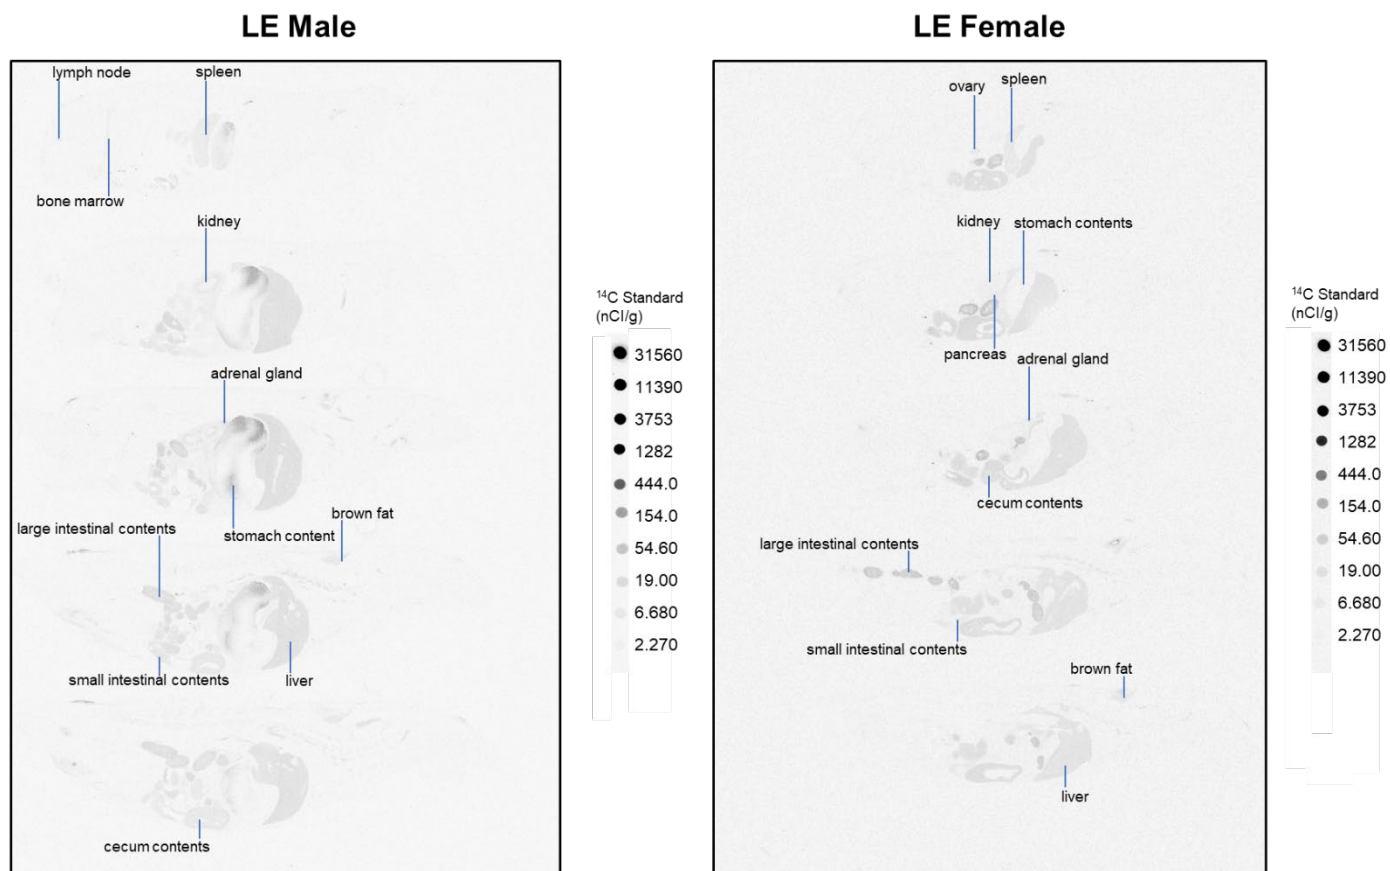 LE Male
LE Female
lymph node
spleen
bone marrow
kidney
adrenal gland
large intestinal contents
brown fat
stomach content
small intestinal contents
liver
cecum contents
14C Standard
(nCI/g)
31560
11390
3753
1282
444.0
154.0
54.60
19.00
6.680
2.270
ovary
spleen
kidney
stomach contents
pancreas
adrenal gland
cecum contents
large intestinal contents
small intestinal contents
brown fat
liver
14C Standard
(nCI/g)
31560
11390
3753
1282
444.0
154.0
54.60
19.00
6.680
2.270